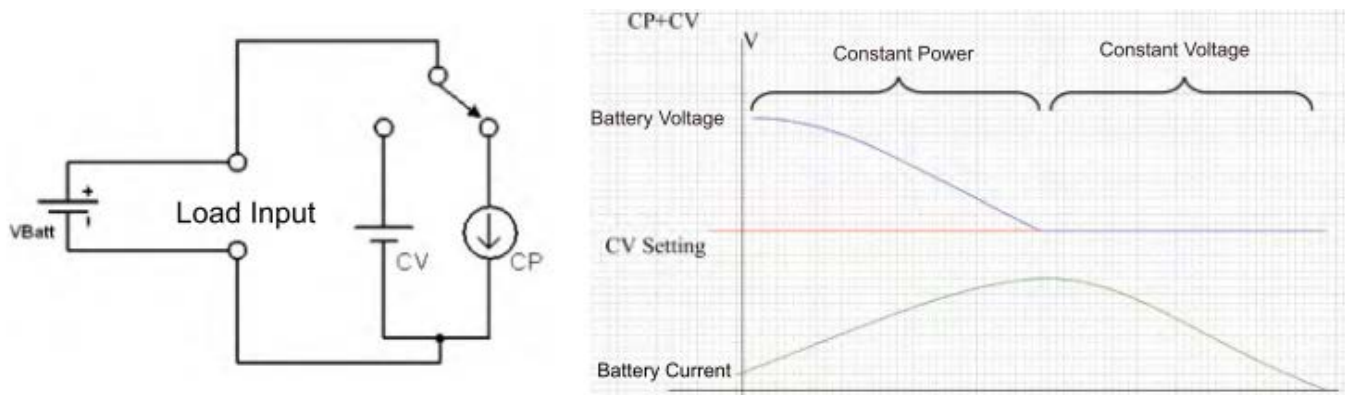 +
VBatt
Load Input
CV
CP
CP+CV
V
Constant Power
Constant Voltage
Battery Voltage
CV Setting
Battery Current